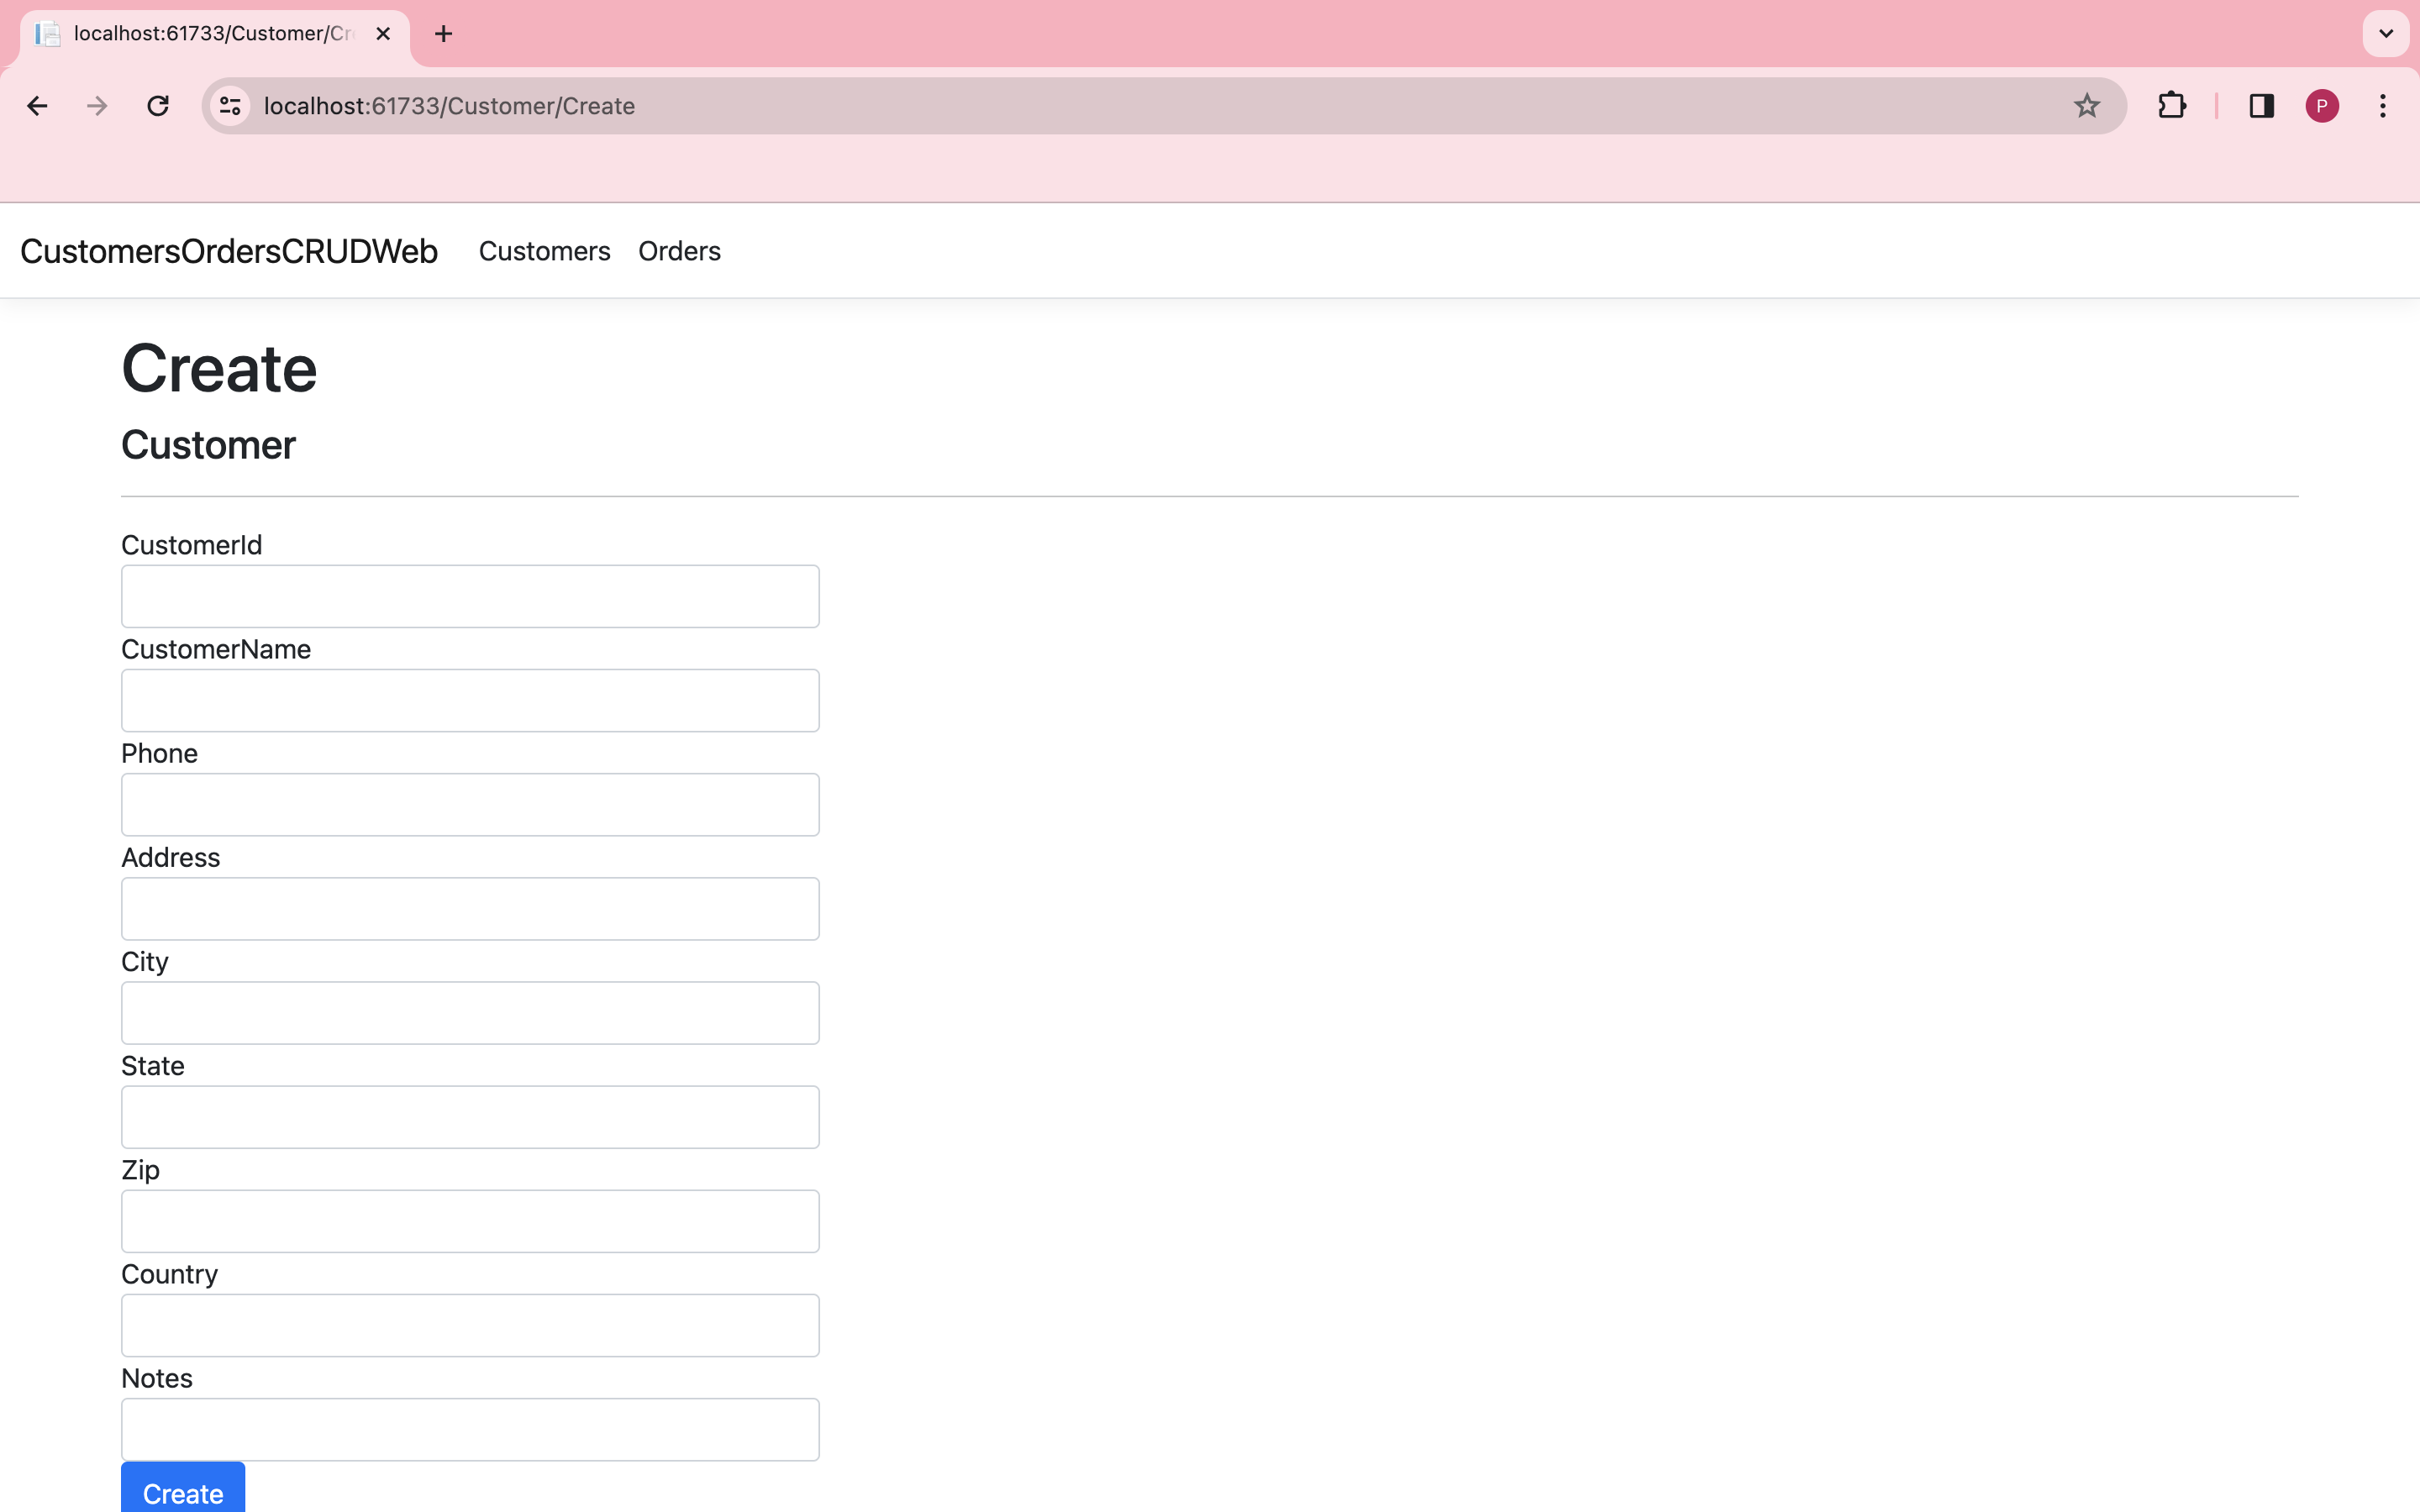 localhost:61733/Customer/Cr
localhost:61733/Customer/Create
P
CustomersOrdersCRUDWeb Customers Orders
Create
Customer
CustomerId
CustomerName
Phone
Address
City
State
Zip
Country
Notes
Create